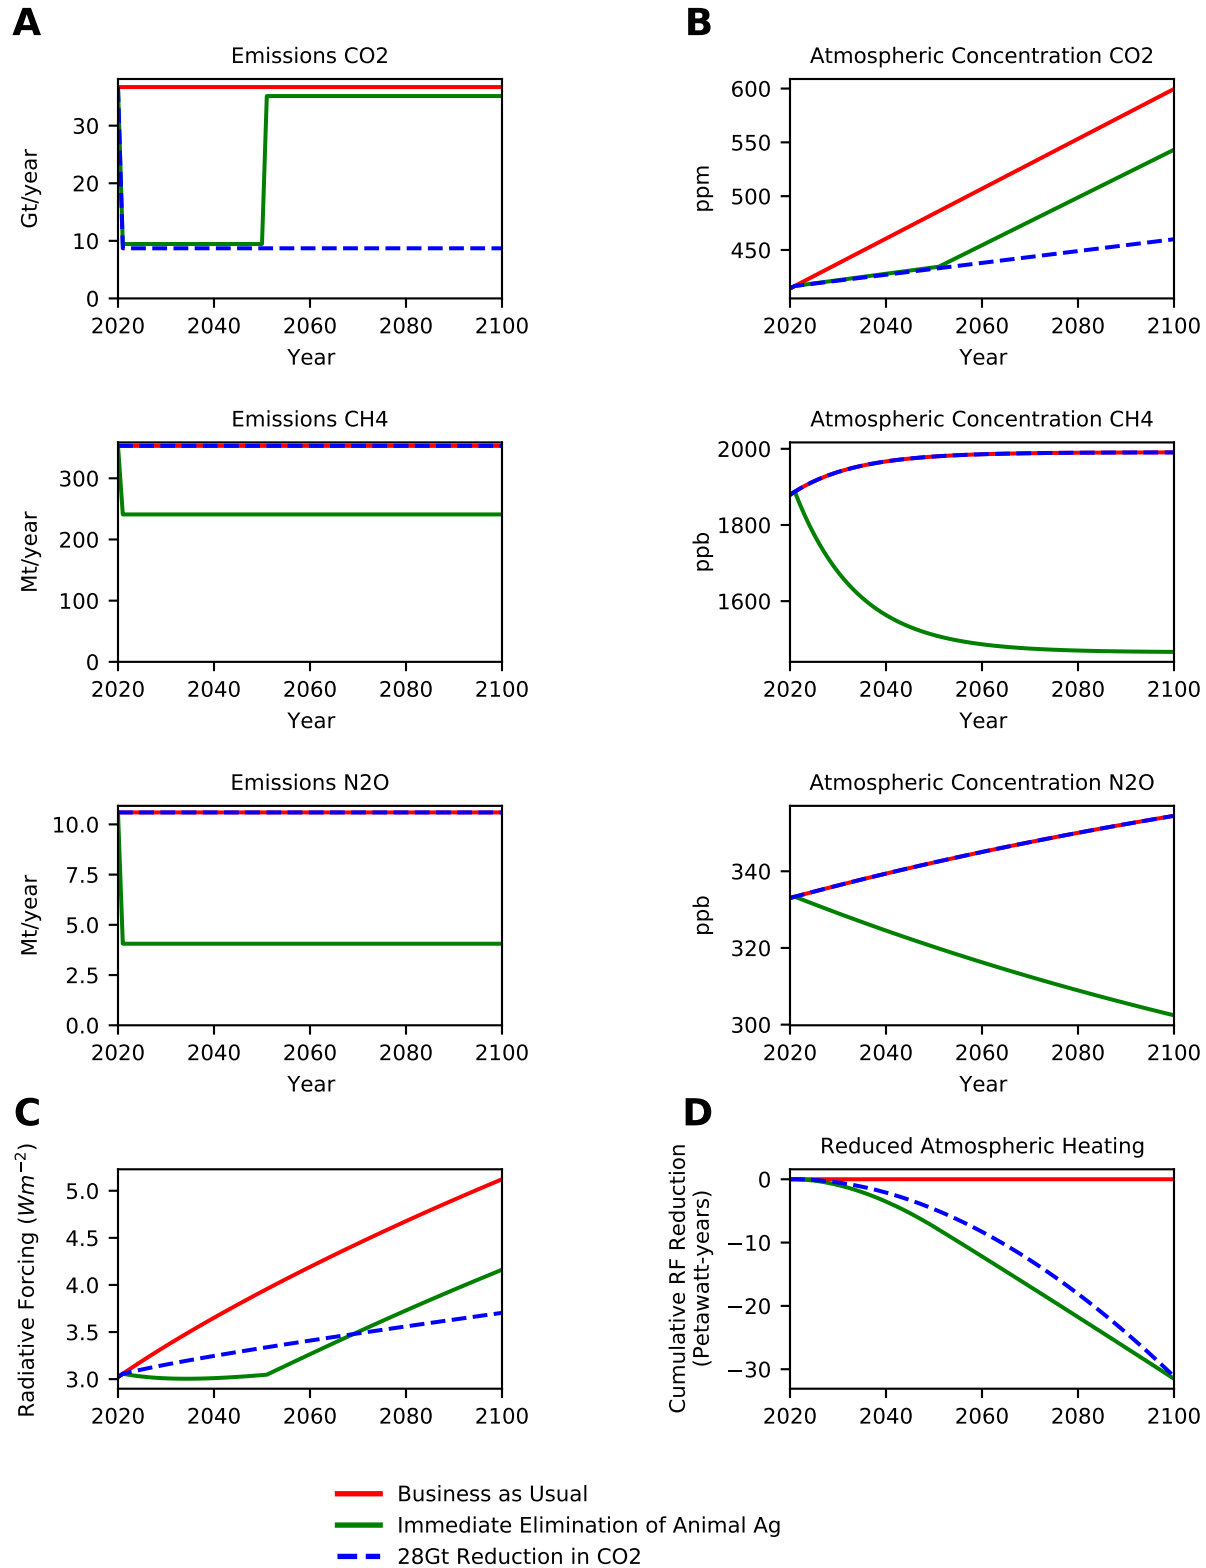 A
B
Emissions CO2
Atmospheric Concentration CO2
Gt/year
30
20
10
0
2020 2040 2060 2080 2100
Year
ppm
600
550
500
450
2020 2040 2060 2080 2100
Year
Emissions CH4
Atmospheric Concentration CH4
Mt/year
300
200
100
0
2020 2040 2060 2080 2100
Year
ppb
2000
1800
1600
2020 2040 2060 2080 2100
Year
Emissions N2O
Atmospheric Concentration N2O
Mt/year
10.0
7.5
5.0
2.5
0.0
2020 2040 2060 2080 2100
Year
ppb
340
320
300
2020 2040 2060 2080 2100
Year
C
D
Radiative Forcing (Wm⁻²)
5.0
4.5
4.0
3.5
3.0
2020 2040 2060 2080 2100
Reduced Atmospheric Heating
Cumulative RF Reduction
(Petawatt-years)
0
−10
−20
−30
2020 2040 2060 2080 2100
Business as Usual
Immediate Elimination of Animal Ag
28Gt Reduction in CO2